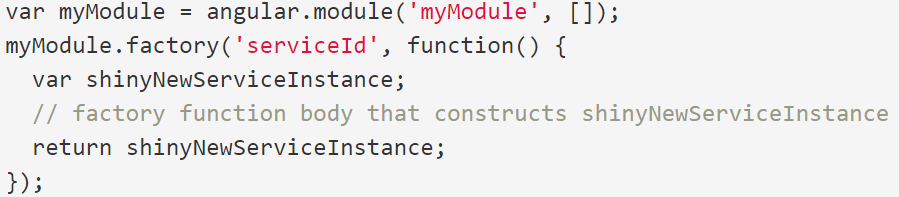 var myModule = angular.module('myModule', []);
myModule.factory('serviceId', function() {
  var shinyNewServiceInstance;
  // factory function body that constructs shinyNewServiceInstance
  return shinyNewServiceInstance;
});